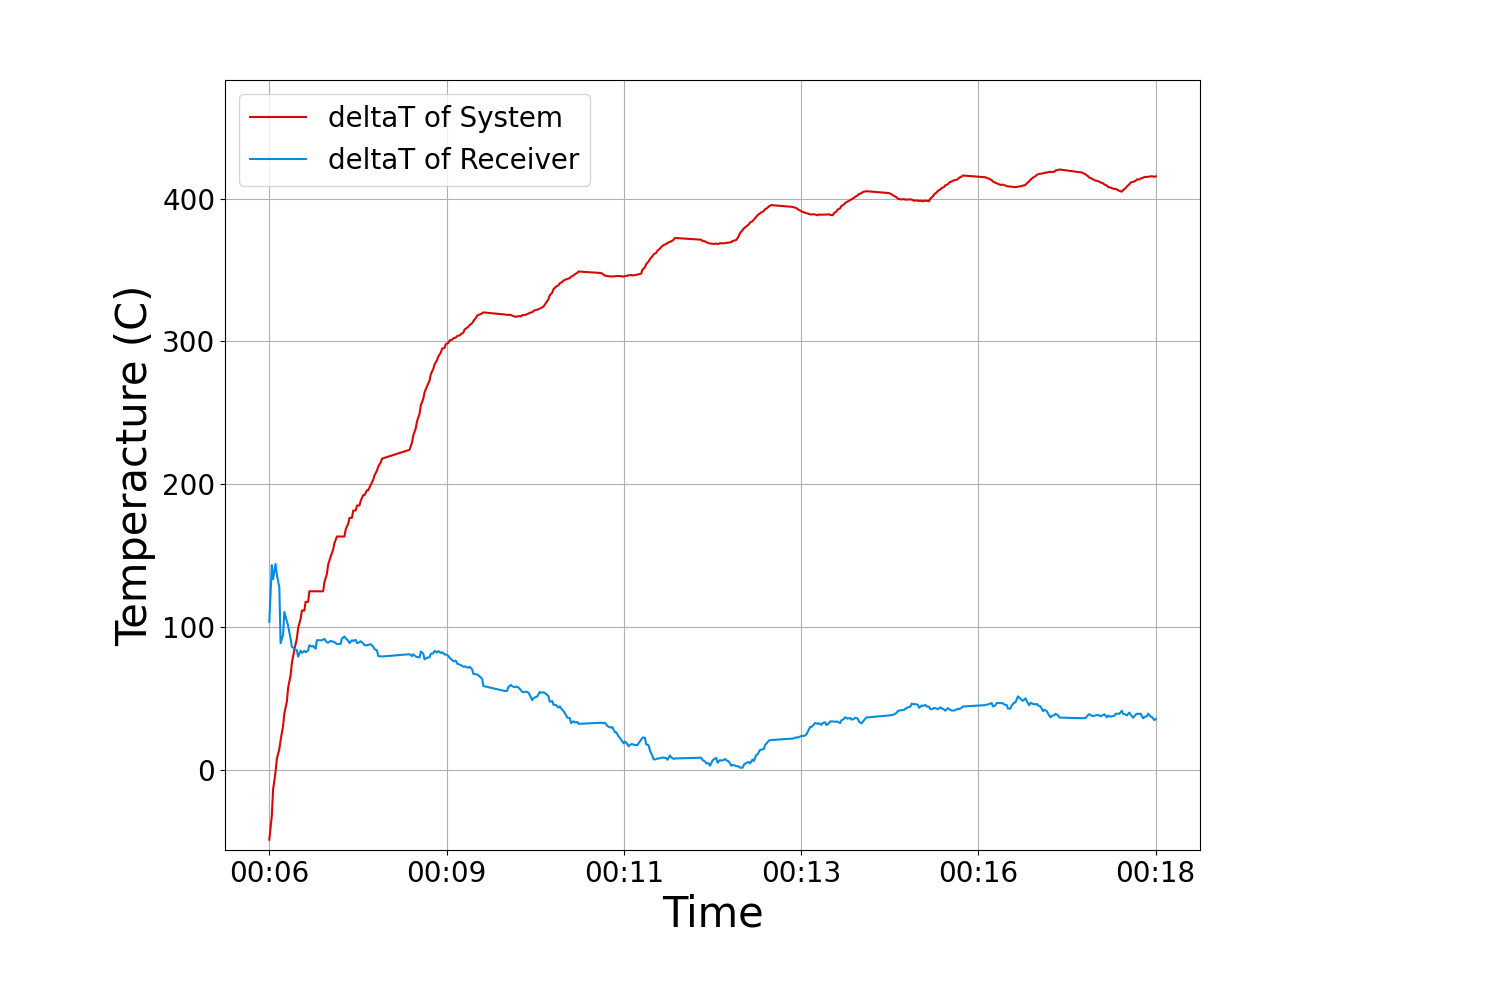 deltaT of System
deltaT of Receiver
Temperacture (C)
400
300
200
100
0
00:06 00:09 00:11 00:13 00:16 00:18
Time